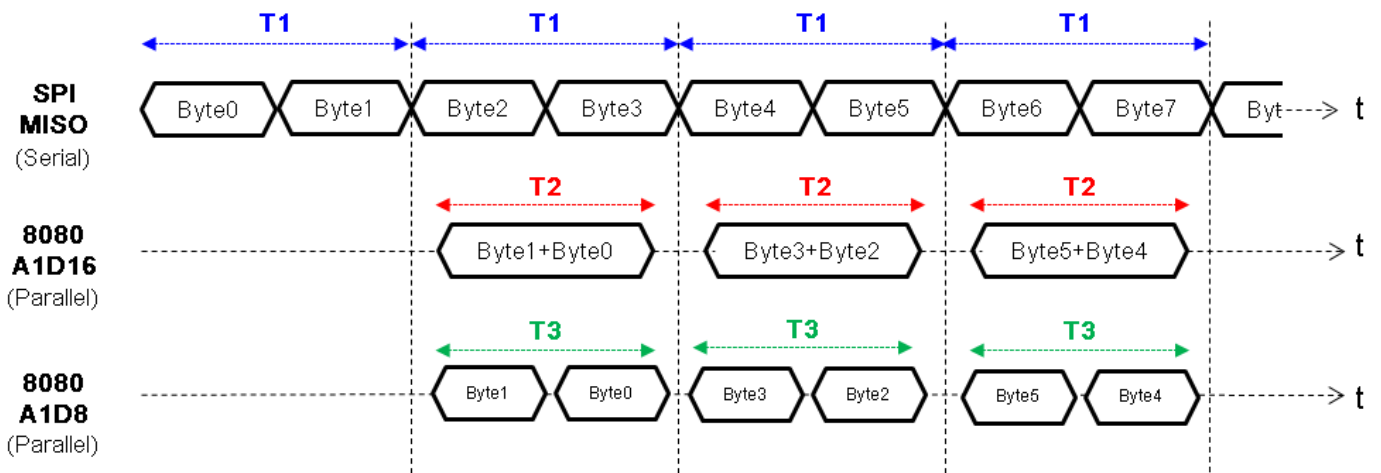 T1 T1 T1 T1
SPI
MISO
(Serial)
Byte0 Byte1 Byte2 Byte3 Byte4 Byte5 Byte6 Byte7 Byt t
T2 T2 T2
8080
A1D16
(Parallel)
Byte1+Byte0 Byte3+Byte2 Byte5+Byte4 t
T3 T3 T3
8080
A1D8
(Parallel)
Byte1 Byte0 Byte3 Byte2 Byte5 Byte4 t